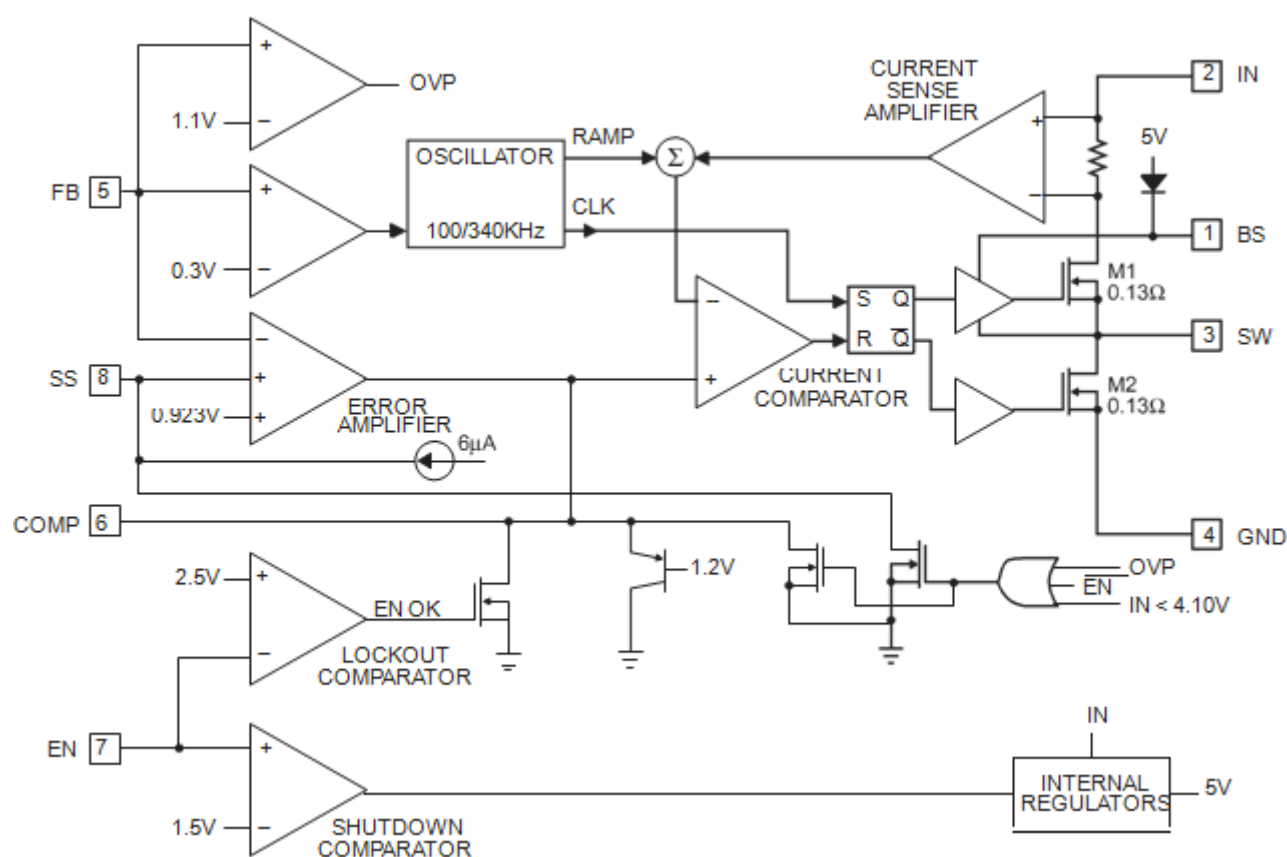 +
OVP
1.1V
−
CURRENT
SENSE
AMPLIFIER
2 IN
+
5V
RAMP
OSCILLATOR
Σ
FB 5
+
−
CLK
100/340KHz
1 BS
0.3V
−
M1
0.13Ω
S Q
−
−
R Q̅
3 SW
SS 8
+
+
CURRENT
COMPARATOR
M2
0.13Ω
0.923V
+
ERROR
AMPLIFIER
6µA
COMP 6
4 GND
2.5V
+
1.2V
OVP
E̅N̅
IN < 4.10V
EN OK
−
LOCKOUT
COMPARATOR
IN
EN 7
+
INTERNAL
REGULATORS
5V
1.5V
−
SHUTDOWN
COMPARATOR